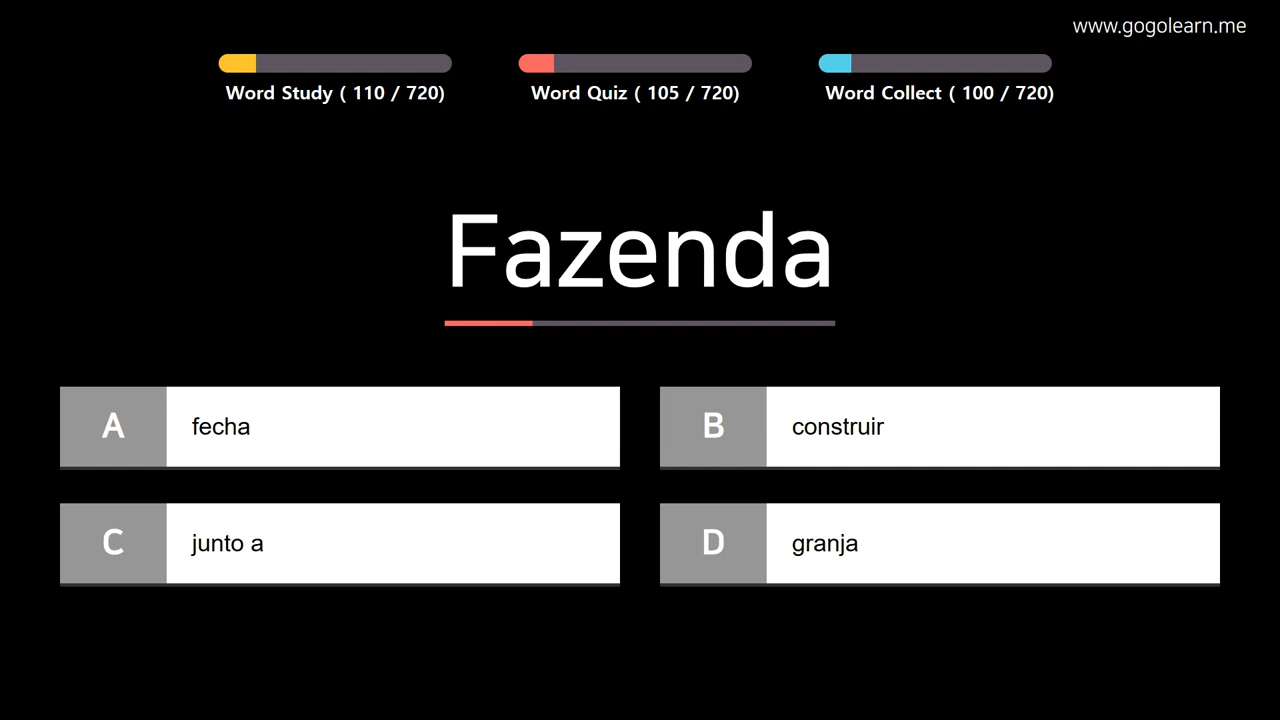 www.gogolearn.me
Word Study ( 110 / 720)
Word Quiz ( 105 / 720)
Word Collect ( 100 / 720)
Fazenda
A fecha
B construir
C junto a
D granja